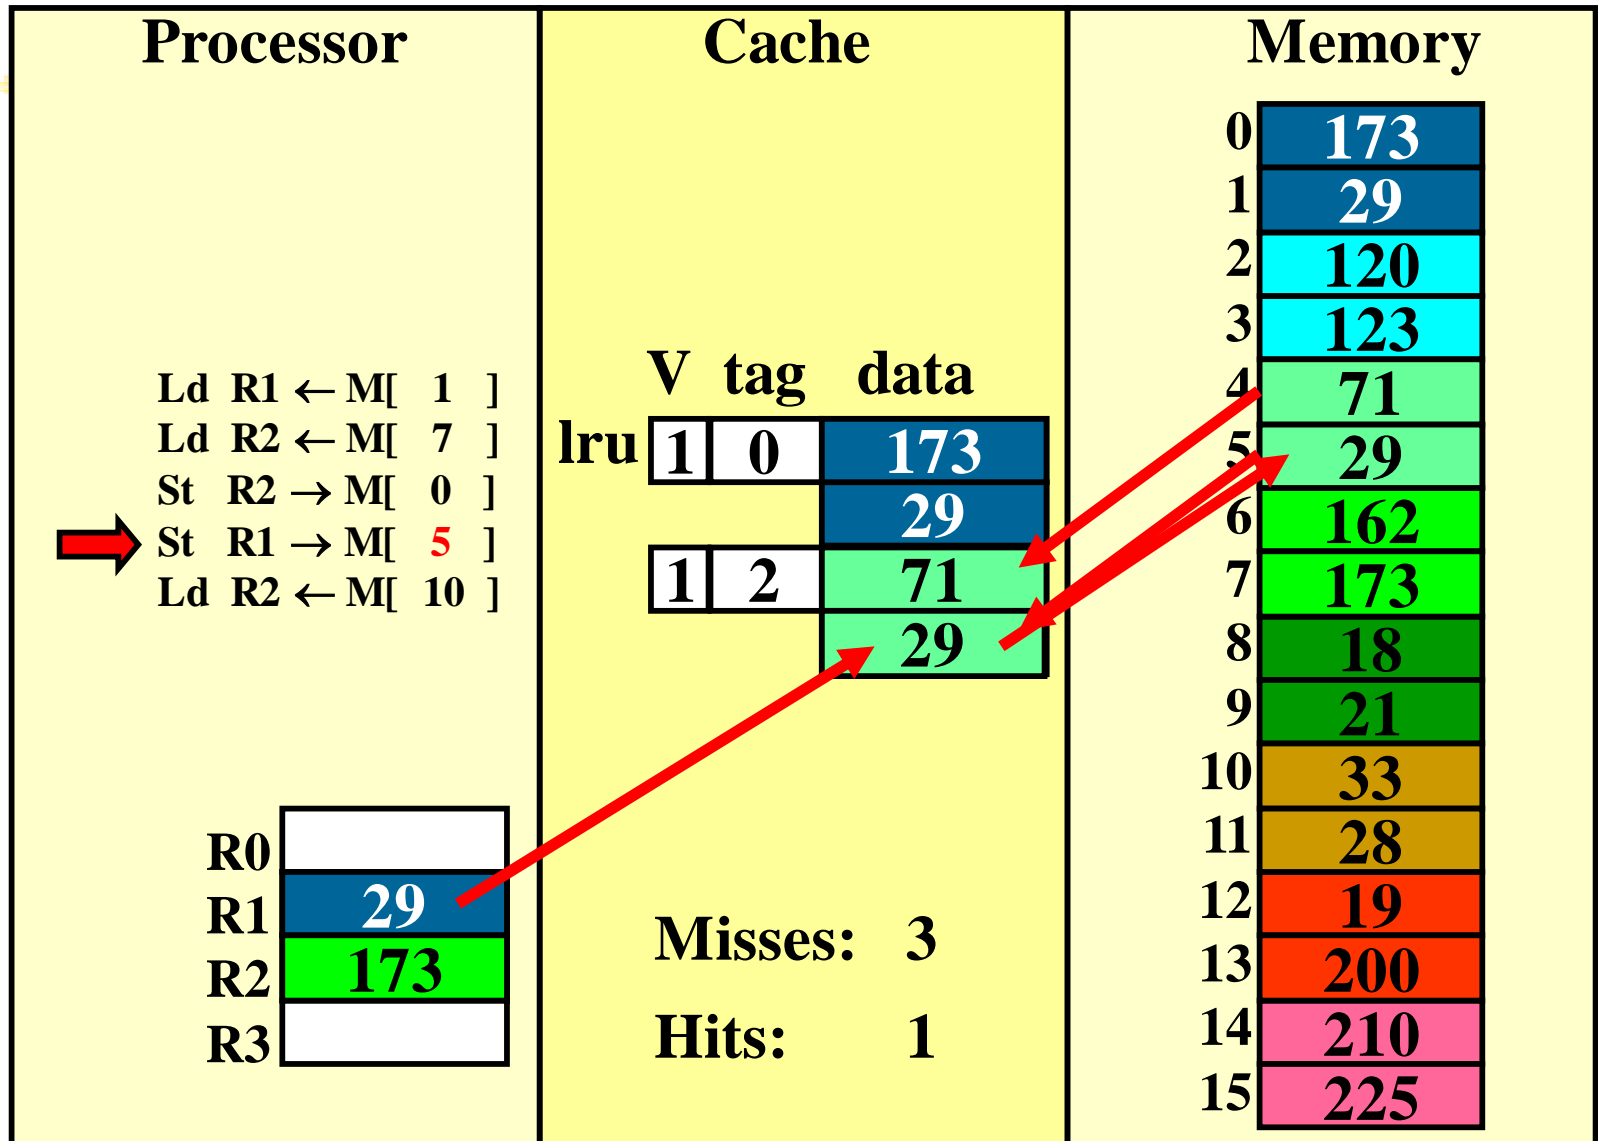 Processor
Cache
Memory
Ld R1 ← M[ 1 ]
Ld R2 ← M[ 7 ]
St R2 → M[ 0 ]
St R1 → M[ 5 ]
Ld R2 ← M[ 10 ]
R0
R1 29
R2 173
R3
V tag data
lru 1 0 173
29
1 2 71
29
Misses: 3
Hits: 1
0 173
1 29
2 120
3 123
4 71
5 29
6 162
7 173
8 18
9 21
10 33
11 28
12 19
13 200
14 210
15 225